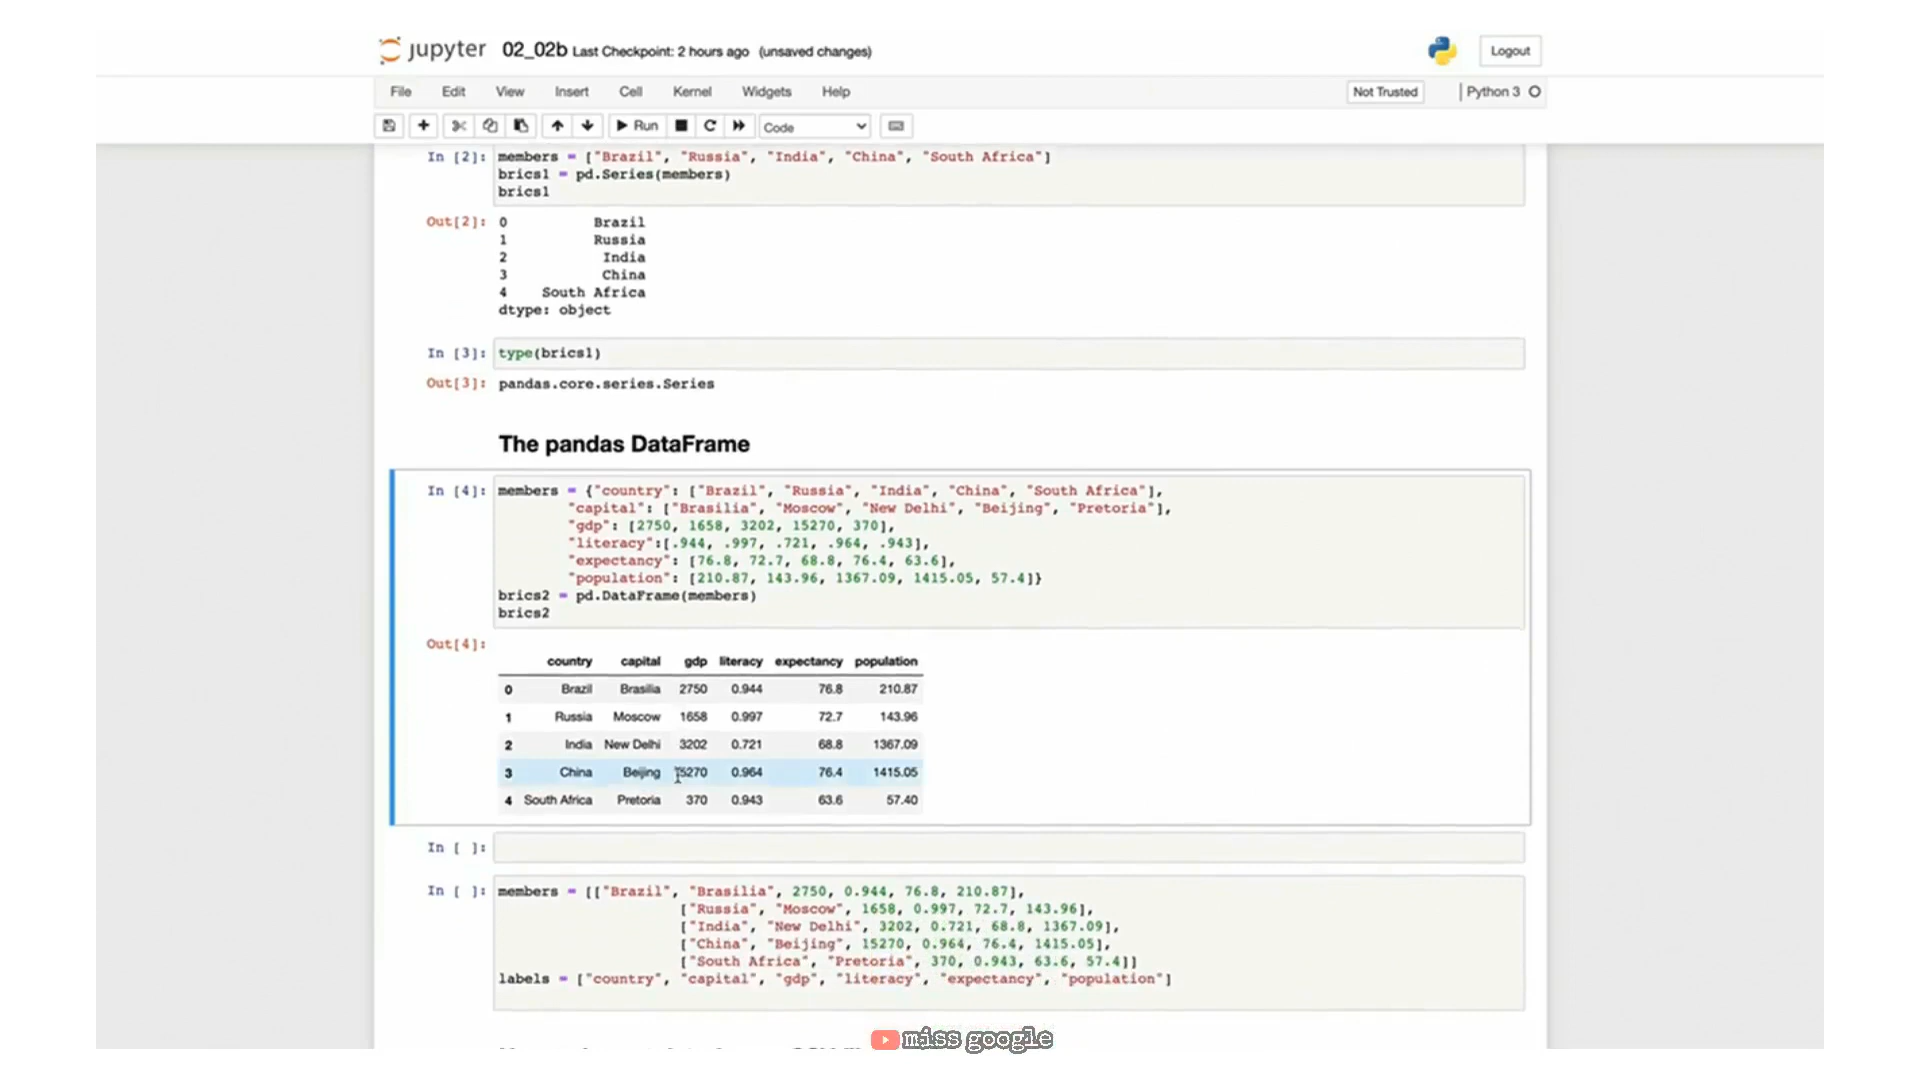 jupyter 02_02b Last Checkpoint: 2 hours ago (unsaved changes) Logout
File Edit View Insert Cell Kernel Widgets Help Not Trusted Python 3
Run Code
In [2]: members = ["Brazil", "Russia", "India", "China", "South Africa"]
brics1 = pd.Series(members)
brics1
Out[2]: 0 Brazil
1 Russia
2 India
3 China
4 South Africa
dtype: object
In [3]: type(brics1)
Out[3]: pandas.core.series.Series
The pandas DataFrame
In [4]: members = {"country": ["Brazil", "Russia", "India", "China", "South Africa"],
"capital": ["Brasilia", "Moscow", "New Delhi", "Beijing", "Pretoria"],
"gdp": [2750, 1658, 3202, 15270, 370],
"literacy":[.944, .997, .721, .964, .943],
"expectancy": [76.8, 72.7, 68.8, 76.4, 63.6],
"population": [210.87, 143.96, 1367.09, 1415.05, 57.4]}
brics2 = pd.DataFrame(members)
brics2
Out[4]:
country capital gdp literacy expectancy population
0 Brazil Brasilia 2750 0.944 76.8 210.87
1 Russia Moscow 1658 0.997 72.7 143.96
2 India New Delhi 3202 0.721 68.8 1367.09
3 China Beijing 15270 0.964 76.4 1415.05
4 South Africa Pretoria 370 0.943 63.6 57.40
In [ ]:
In [ ]: members = [["Brazil", "Brasilia", 2750, 0.944, 76.8, 210.87],
["Russia", "Moscow", 1658, 0.997, 72.7, 143.96],
["India", "New Delhi", 3202, 0.721, 68.8, 1367.09],
["China", "Beijing", 15270, 0.964, 76.4, 1415.05],
["South Africa", "Pretoria", 370, 0.943, 63.6, 57.4]]
labels = ["country", "capital", "gdp", "literacy", "expectancy", "population"]
miss google